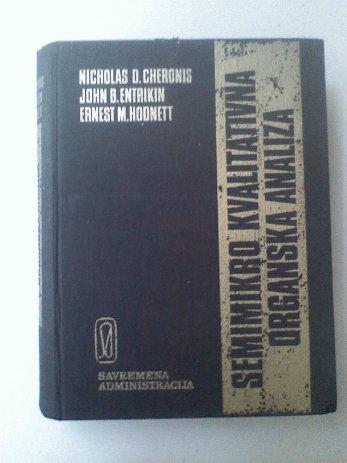 NICHOLAS D. CHERONIS
JOHN B. ENTRIKIN
ERNEST M. HODNETT
SEMIMIKRO KVALITATIVNA
ORGANSKA ANALIZA
SAVREMENA
ADMINISTRACIJA